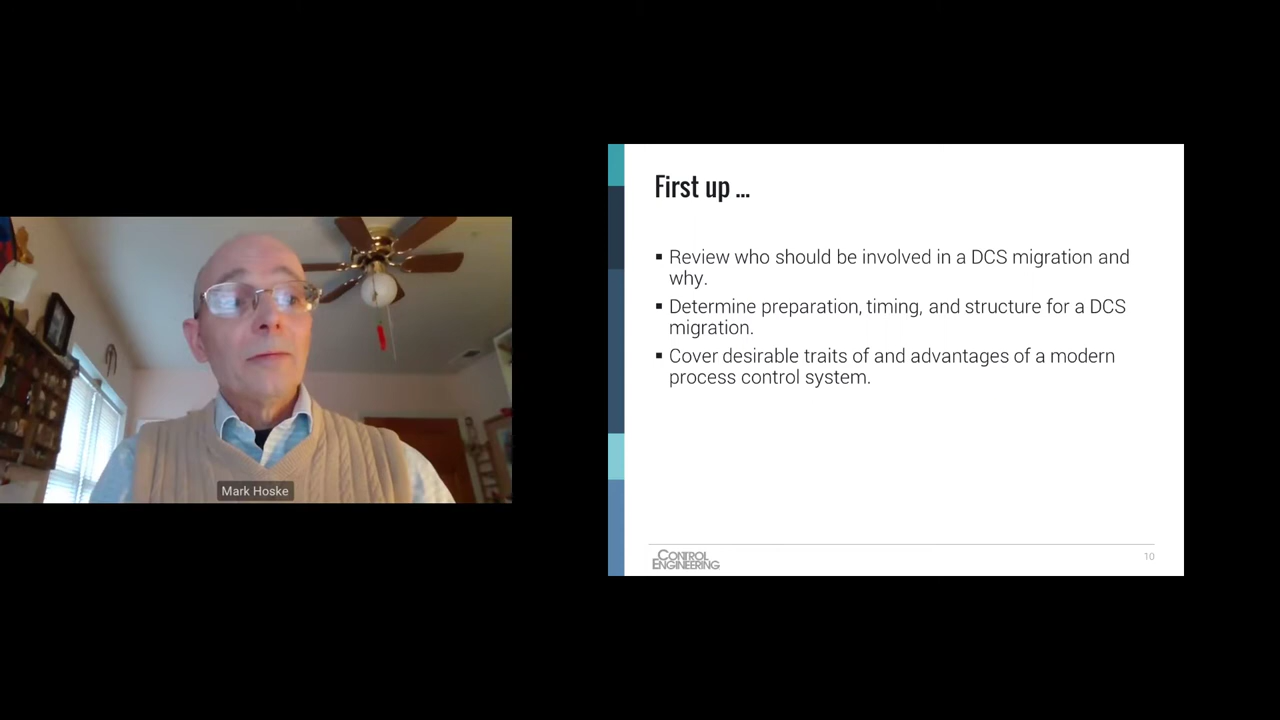 Mark Hoske
First up ...
▪ Review who should be involved in a DCS migration and
why.
▪ Determine preparation, timing, and structure for a DCS
migration.
▪ Cover desirable traits of and advantages of a modern
process control system.
CONTROL
ENGINEERING
10